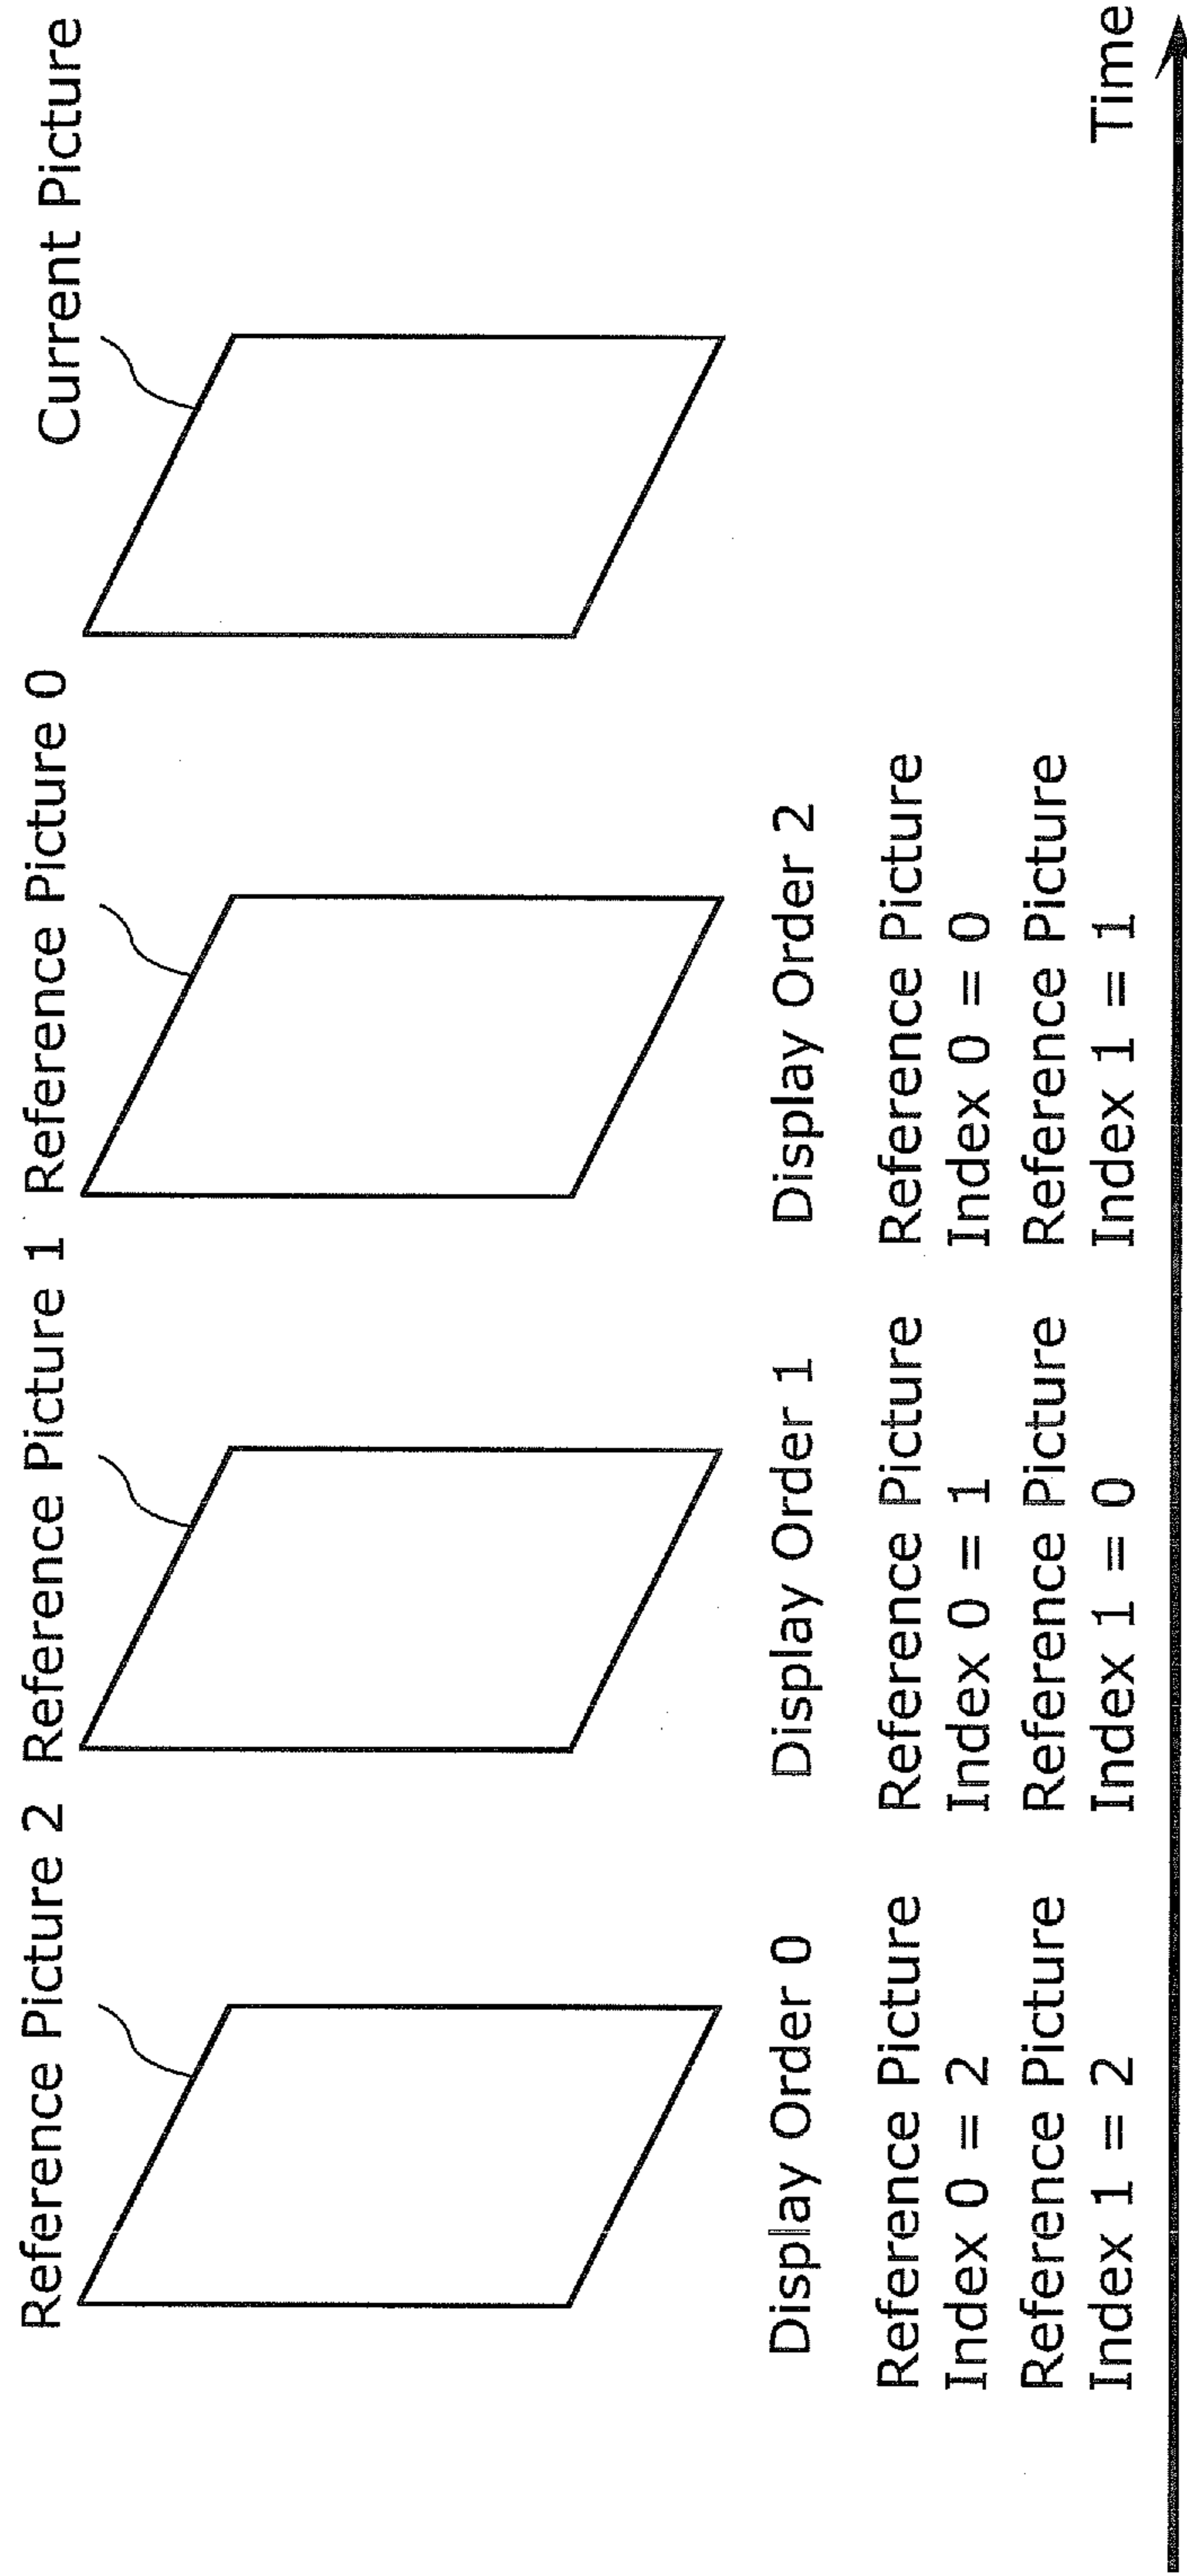 Reference Picture 2
Reference Picture 1
Reference Picture 0
Current Picture
Display Order 0
Display Order 1
Display Order 2
Reference Picture
Index 0 = 2
Reference Picture
Index 1 = 2
Reference Picture
Index 0 = 1
Reference Picture
Index 1 = 0
Reference Picture
Index 0 = 0
Reference Picture
Index 1 = 1
Time